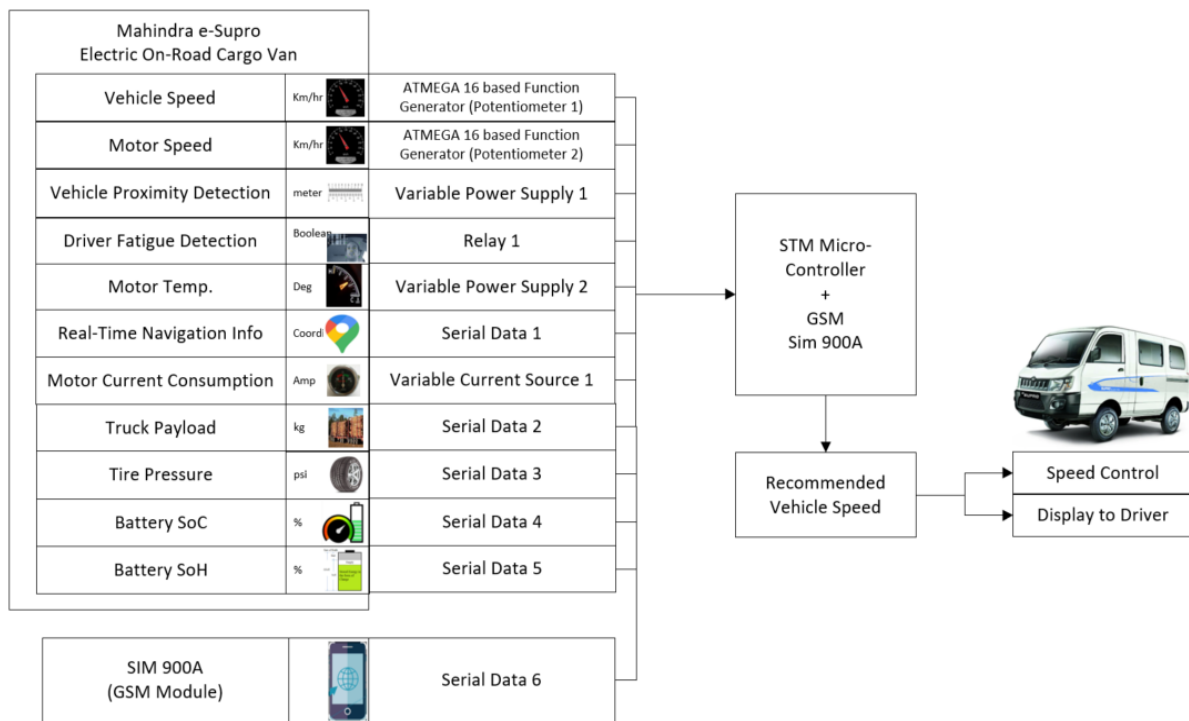 Mahindra e-Supro
Electric On-Road Cargo Van
Vehicle Speed
Km/hr
ATMEGA 16 based Function
Generator (Potentiometer 1)
Motor Speed
Km/hr
ATMEGA 16 based Function
Generator (Potentiometer 2)
Vehicle Proximity Detection
meter
Variable Power Supply 1
Driver Fatigue Detection
Boolean
Relay 1
Motor Temp.
Deg
Variable Power Supply 2
Real-Time Navigation Info
Coordi
Serial Data 1
Motor Current Consumption
Amp
Variable Current Source 1
Truck Payload
kg
Serial Data 2
Tire Pressure
psi
Serial Data 3
Battery SoC
%
Serial Data 4
Battery SoH
%
Serial Data 5
SIM 900A
(GSM Module)
Serial Data 6
STM Micro-
Controller
+
GSM
Sim 900A
Recommended
Vehicle Speed
Speed Control
Display to Driver